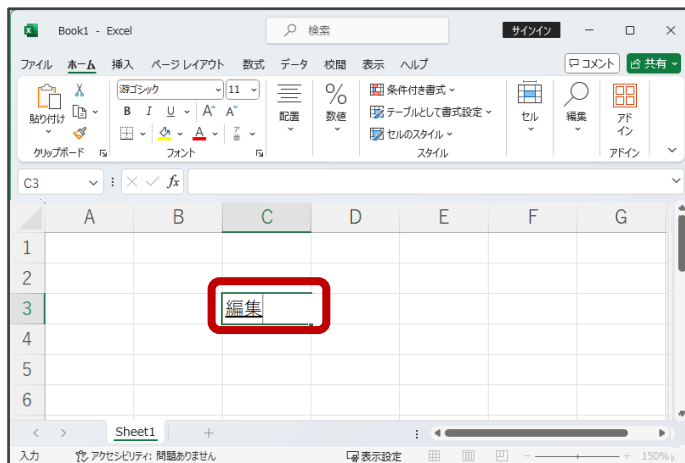 Book1 - Excel 検索 サインイン
ファイル ホーム 挿入 ページ レイアウト 数式 データ 校閲 表示 ヘルプ コメント 共有
貼り付け 游ゴシック 11 B I U A A A 配置 % 数値 条件付き書式 テーブルとして書式設定 セルのスタイル セル 編集 アドイン
クリップボード フォント スタイル アドイン
C3 fx
A B C D E F G
1
2
3 編集
4
5
6
Sheet1 +
入力 アクセシビリティ: 問題ありません 表示設定 - + 150%